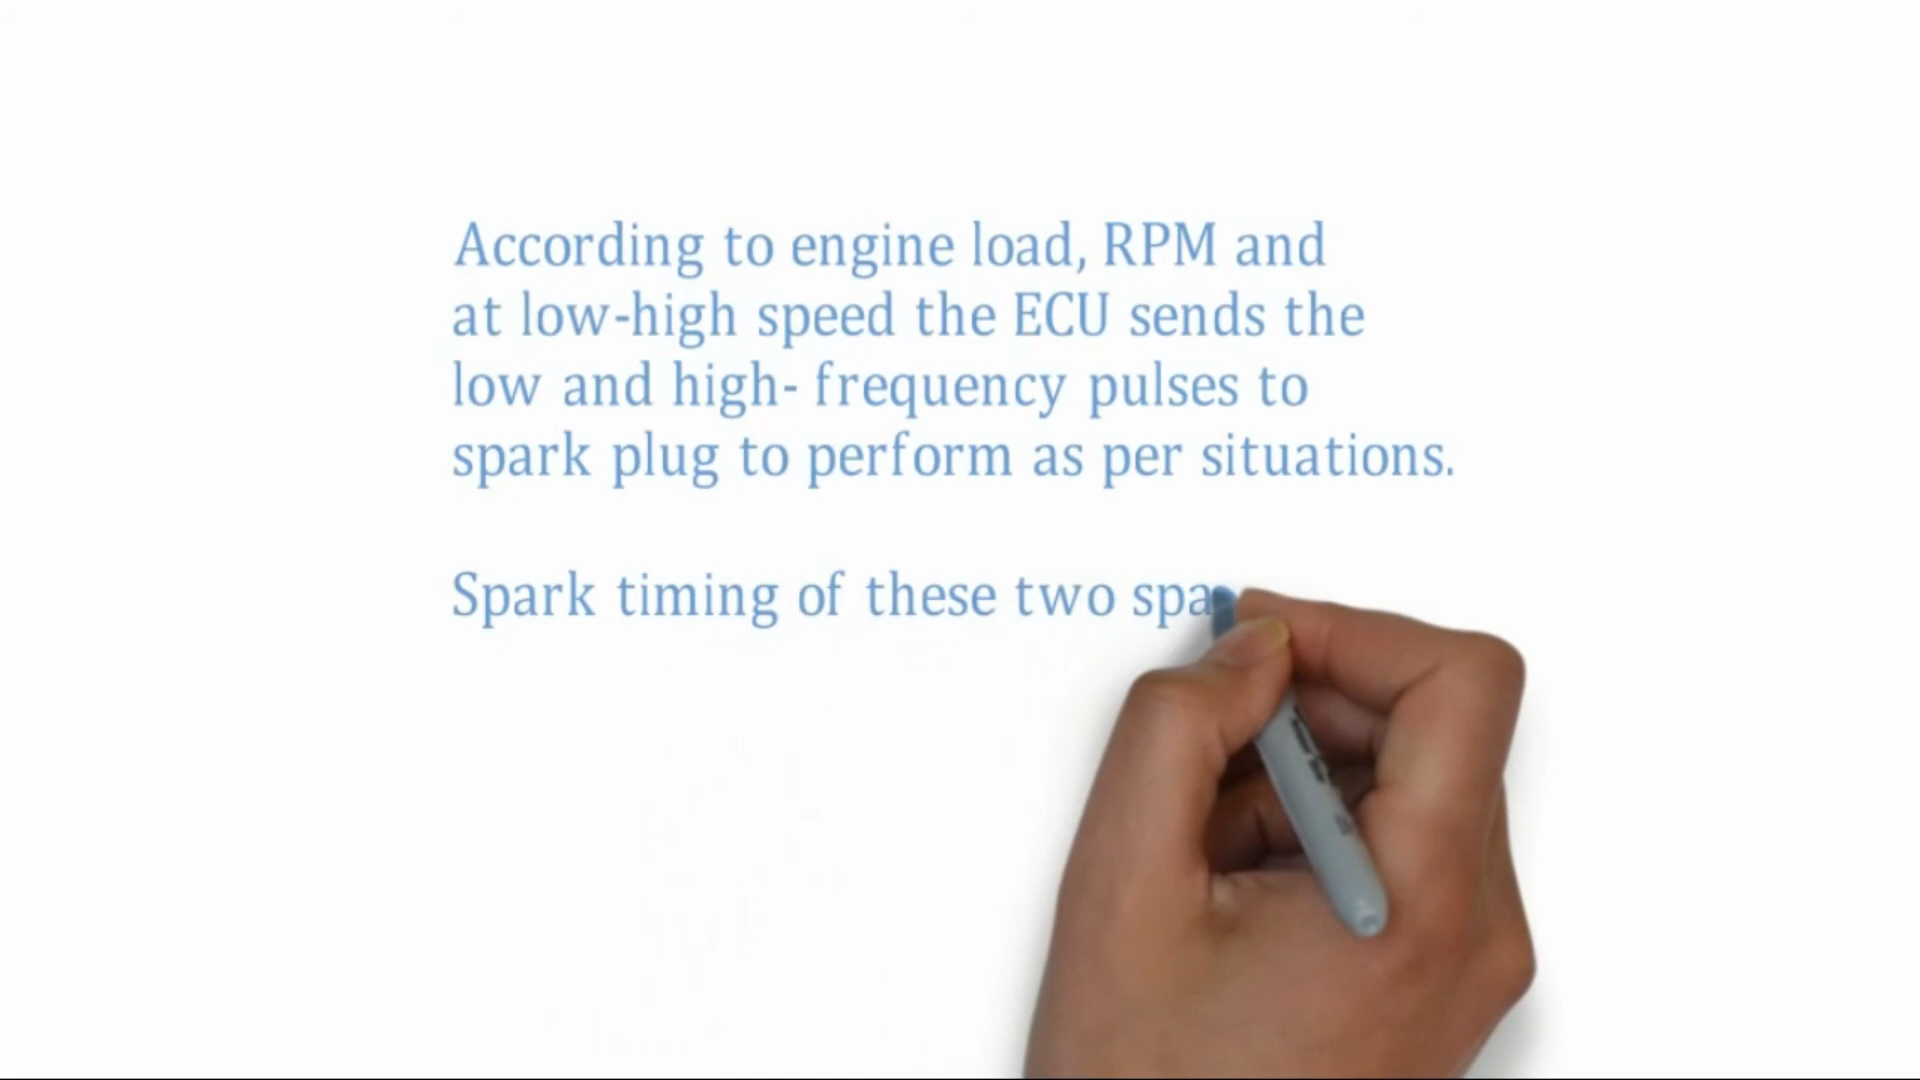 According to engine load, RPM and
at low-high speed the ECU sends the
low and high- frequency pulses to
spark plug to perform as per situations.
Spark timing of these two spa